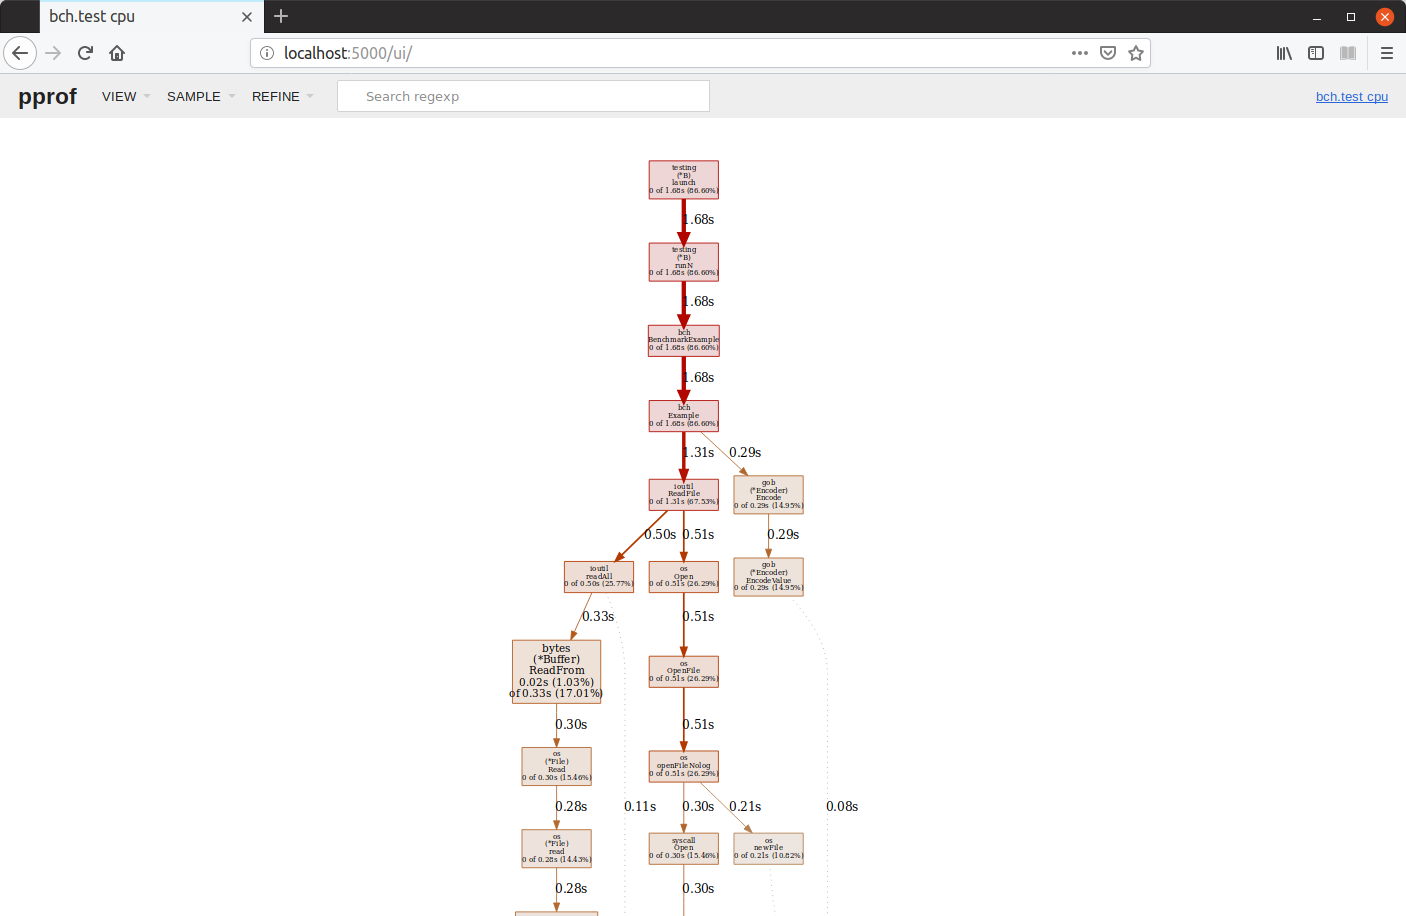 bch.test cpu
localhost:5000/ui/
pprof VIEW SAMPLE REFINE Search regexp bch.test cpu
testing
(*B)
launch
0 of 1.68s (86.60%)
1.68s
testing
(*B)
runN
0 of 1.68s (86.60%)
1.68s
bch
BenchmarkExample
0 of 1.68s (86.60%)
1.68s
bch
Example
0 of 1.68s (86.60%)
1.31s 0.29s
ioutil
ReadFile
0 of 1.31s (67.53%)
gob
(*Encoder)
Encode
0 of 0.29s (14.95%)
0.50s 0.51s 0.29s
ioutil
readAll
0 of 0.50s (25.77%)
os
Open
0 of 0.51s (26.29%)
gob
(*Encoder)
EncodeValue
0 of 0.29s (14.95%)
0.33s 0.51s
bytes
(*Buffer)
ReadFrom
0.02s (1.03%)
of 0.33s (17.01%)
os
OpenFile
0 of 0.51s (26.29%)
0.30s 0.51s
os
(*File)
Read
0 of 0.30s (15.46%)
os
openFileNolog
0 of 0.51s (26.29%)
0.28s 0.11s 0.30s 0.21s 0.08s
os
(*File)
read
0 of 0.28s (14.43%)
syscall
Open
0 of 0.30s (15.46%)
os
newFile
0 of 0.21s (10.82%)
0.28s 0.30s